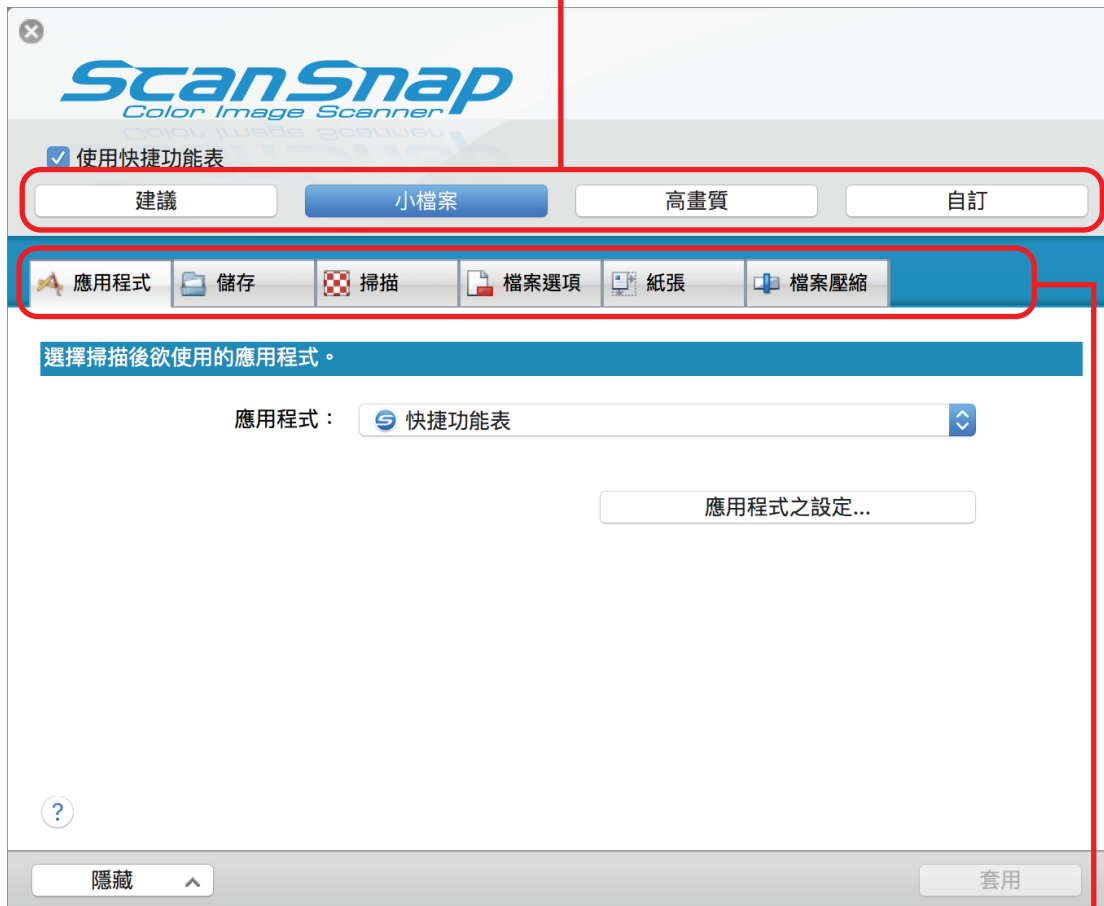 ScanSnap
Color Image Scanner
使用快捷功能表
建議 小檔案 高畫質 自訂
應用程式 儲存 掃描 檔案選項 紙張 檔案壓縮
選擇掃描後欲使用的應用程式。
應用程式： 快捷功能表
應用程式之設定...
?
隱藏 套用